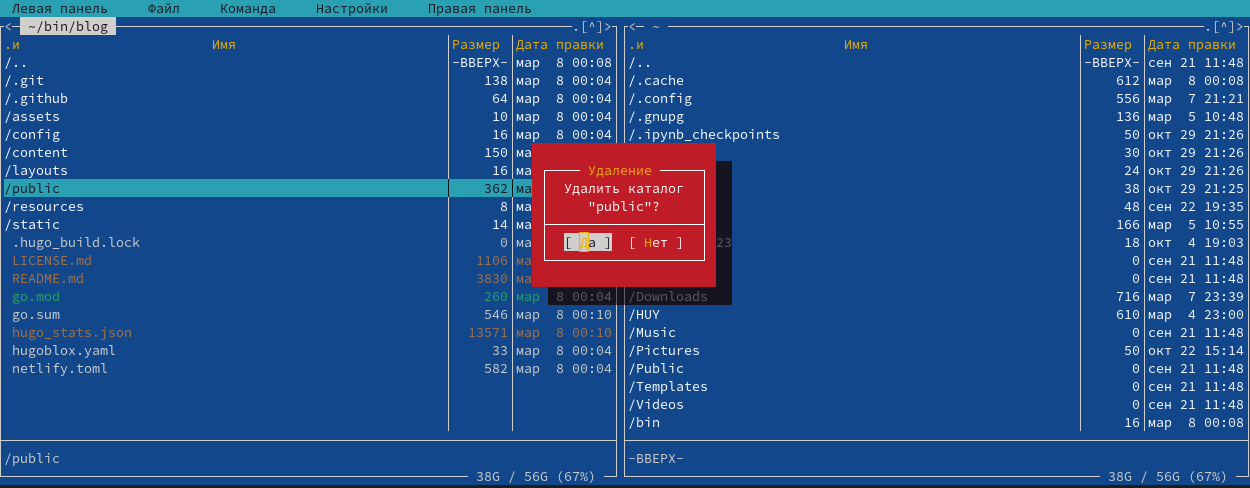 Левая панель Файл Команда Настройки Правая панель
<─ ~/bin/blog .[^]>
.и Имя Размер Дата правки
/.. -ВВЕРХ- мар 8 00:08
/.git 138 мар 8 00:04
/.github 64 мар 8 00:04
/assets 10 мар 8 00:04
/config 16 мар 8 00:04
/content 150 ма
/layouts 16 ма
/public 362 ма
/resources 8 ма
/static 14 ма
.hugo_build.lock 0 ма
LICENSE.md 1106 ма
README.md 3830 ма
go.mod 260 мар 8 00:04
go.sum 546 мар 8 00:10
hugo_stats.json 13571 мар 8 00:10
hugoblox.yaml 33 мар 8 00:04
netlify.toml 582 мар 8 00:04
/public
38G / 56G (67%)
<─ ~ .[^]>
.и Имя Размер Дата правки
/.. -ВВЕРХ- сен 21 11:48
/.cache 612 мар 8 00:08
/.config 556 мар 7 21:21
/.gnupg 136 мар 5 10:48
/.ipynb_checkpoints 50 окт 29 21:26
30 окт 29 21:26
24 окт 29 21:26
38 окт 29 21:25
48 сен 22 19:35
166 мар 5 10:55
23 18 окт 4 19:03
0 сен 21 11:48
0 сен 21 11:48
/Downloads 716 мар 7 23:39
/HUY 610 мар 4 23:00
/Music 0 сен 21 11:48
/Pictures 50 окт 22 15:14
/Public 0 сен 21 11:48
/Templates 0 сен 21 11:48
/Videos 0 сен 21 11:48
/bin 16 мар 8 00:08
-ВВЕРХ-
38G / 56G (67%)
Удаление
Удалить каталог
"public"?
[ Да ] [ Нет ]